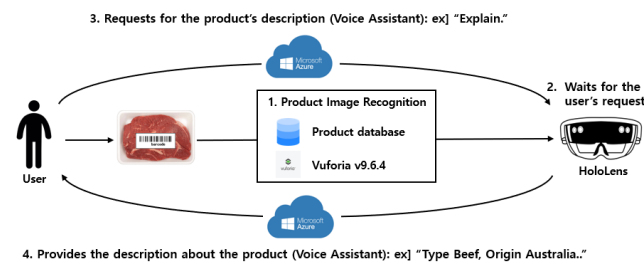 3. Requests for the product's description (Voice Assistant): ex] "Explain."
Microsoft
Azure
2. Waits for the
user's request
1. Product Image Recognition
Product database
barcode
vuforia
Vuforia v9.6.4
User
HoloLens
Microsoft
Azure
4. Provides the description about the product (Voice Assistant): ex] "Type Beef, Origin Australia.."